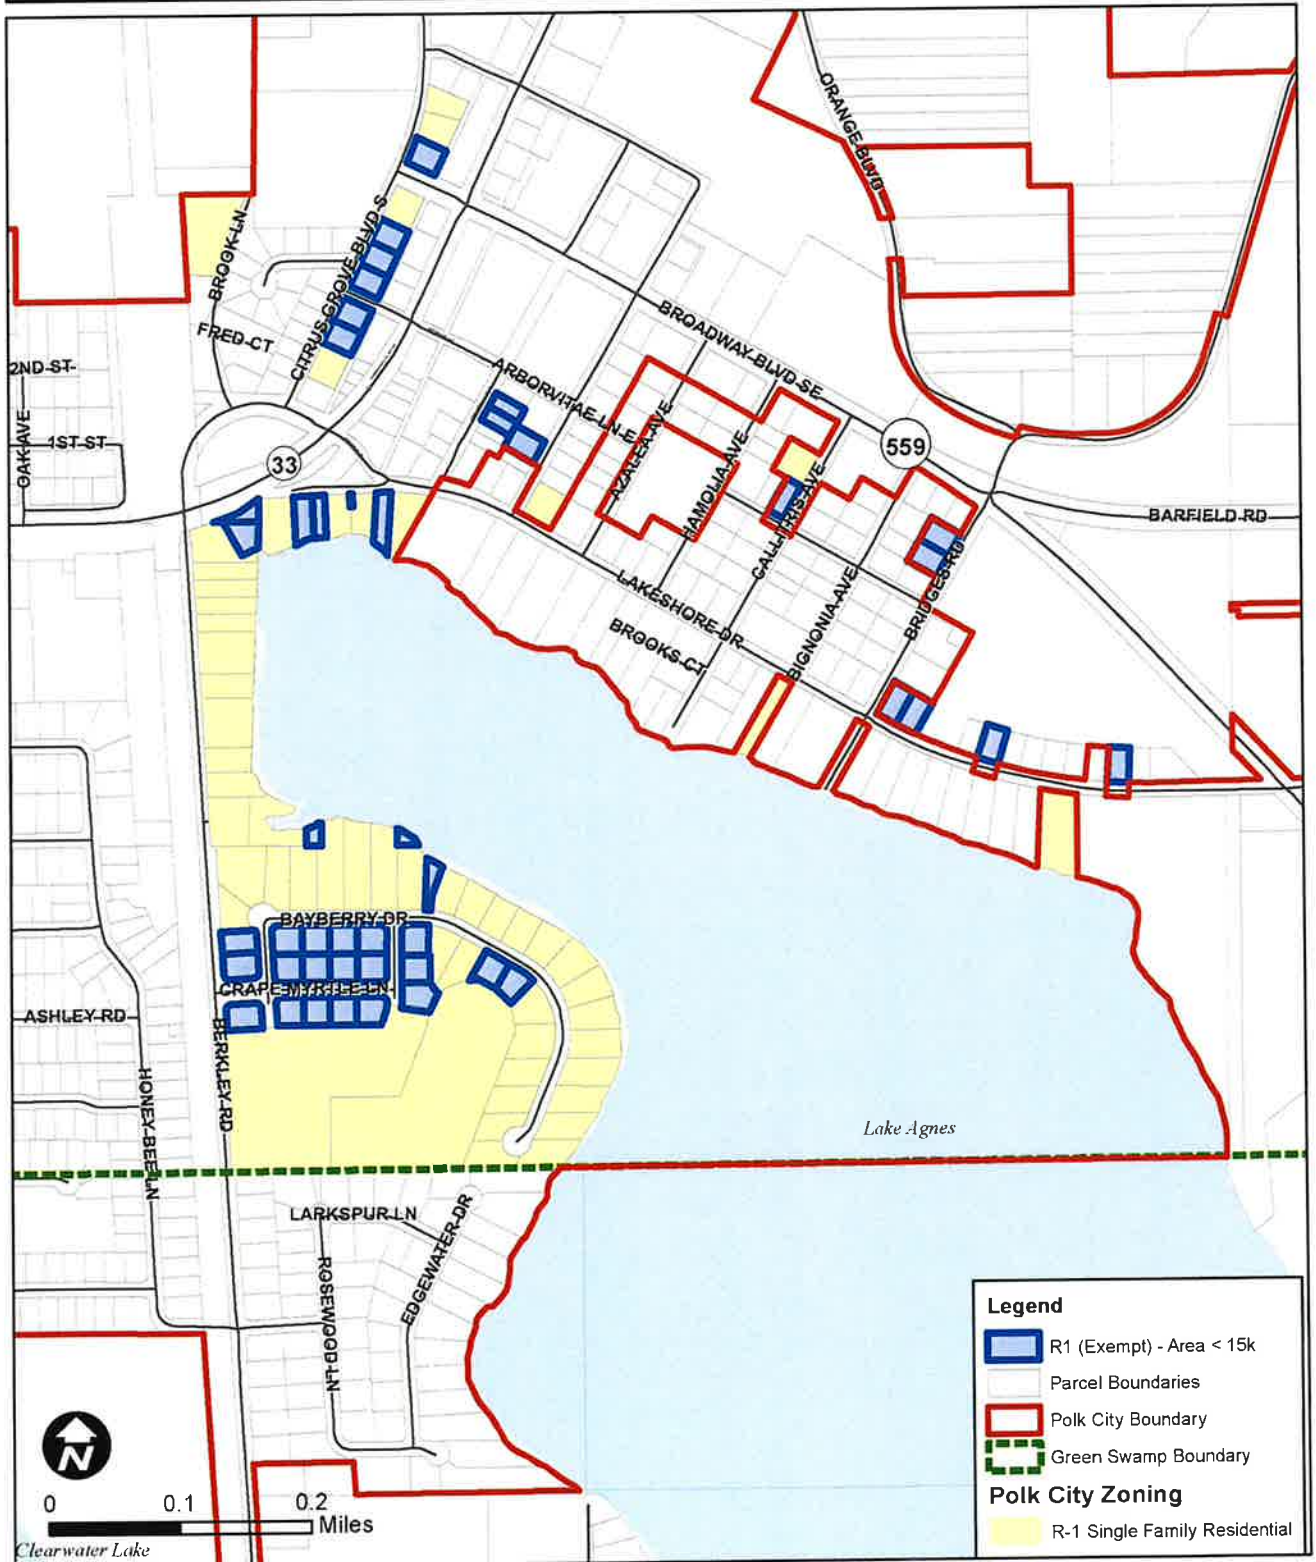 ORANGE BLVD
BROOK LN
CITRUS GROVE BLVD S
FRED CT
2ND ST
OAK AVE
1ST ST
33
ARBORVITAE LN E
BROADWAY BLVD SE
559
AZALEA AVE
HAMOLIA AVE
CALLITRIS AVE
BARFIELD RD
LAKESHORE DR
BROOKS CT
BIGNONIA AVE
BRIDGES RD
BAYBERRY DR
CRAPE MYRTLE LN
ASHLEY RD
BERKLEY RD
HONEY BEE LN
Lake Agnes
LARKSPUR LN
EDGEWATER DR
ROSEWOOD LN
N
0 0.1 0.2
Miles
Clearwater Lake
Legend
R1 (Exempt) - Area < 15k
Parcel Boundaries
Polk City Boundary
Green Swamp Boundary
Polk City Zoning
R-1 Single Family Residential